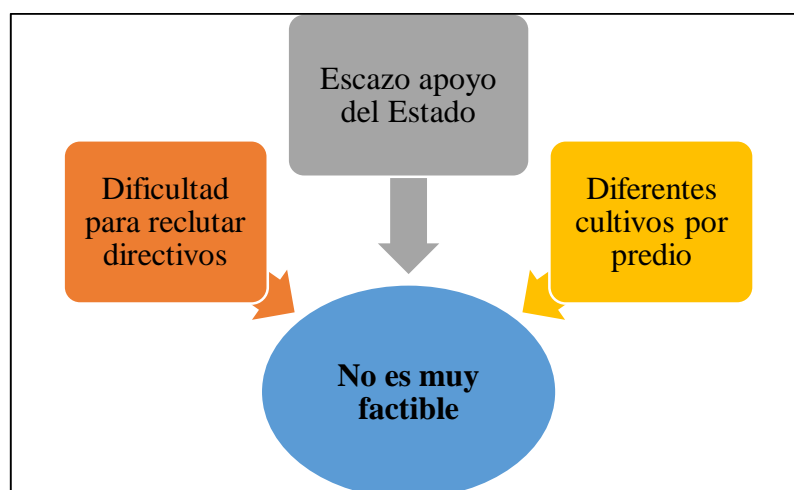 Escazo apoyo
del Estado
Dificultad
para reclutar
directivos
Diferentes
cultivos por
predio
No es muy
factible